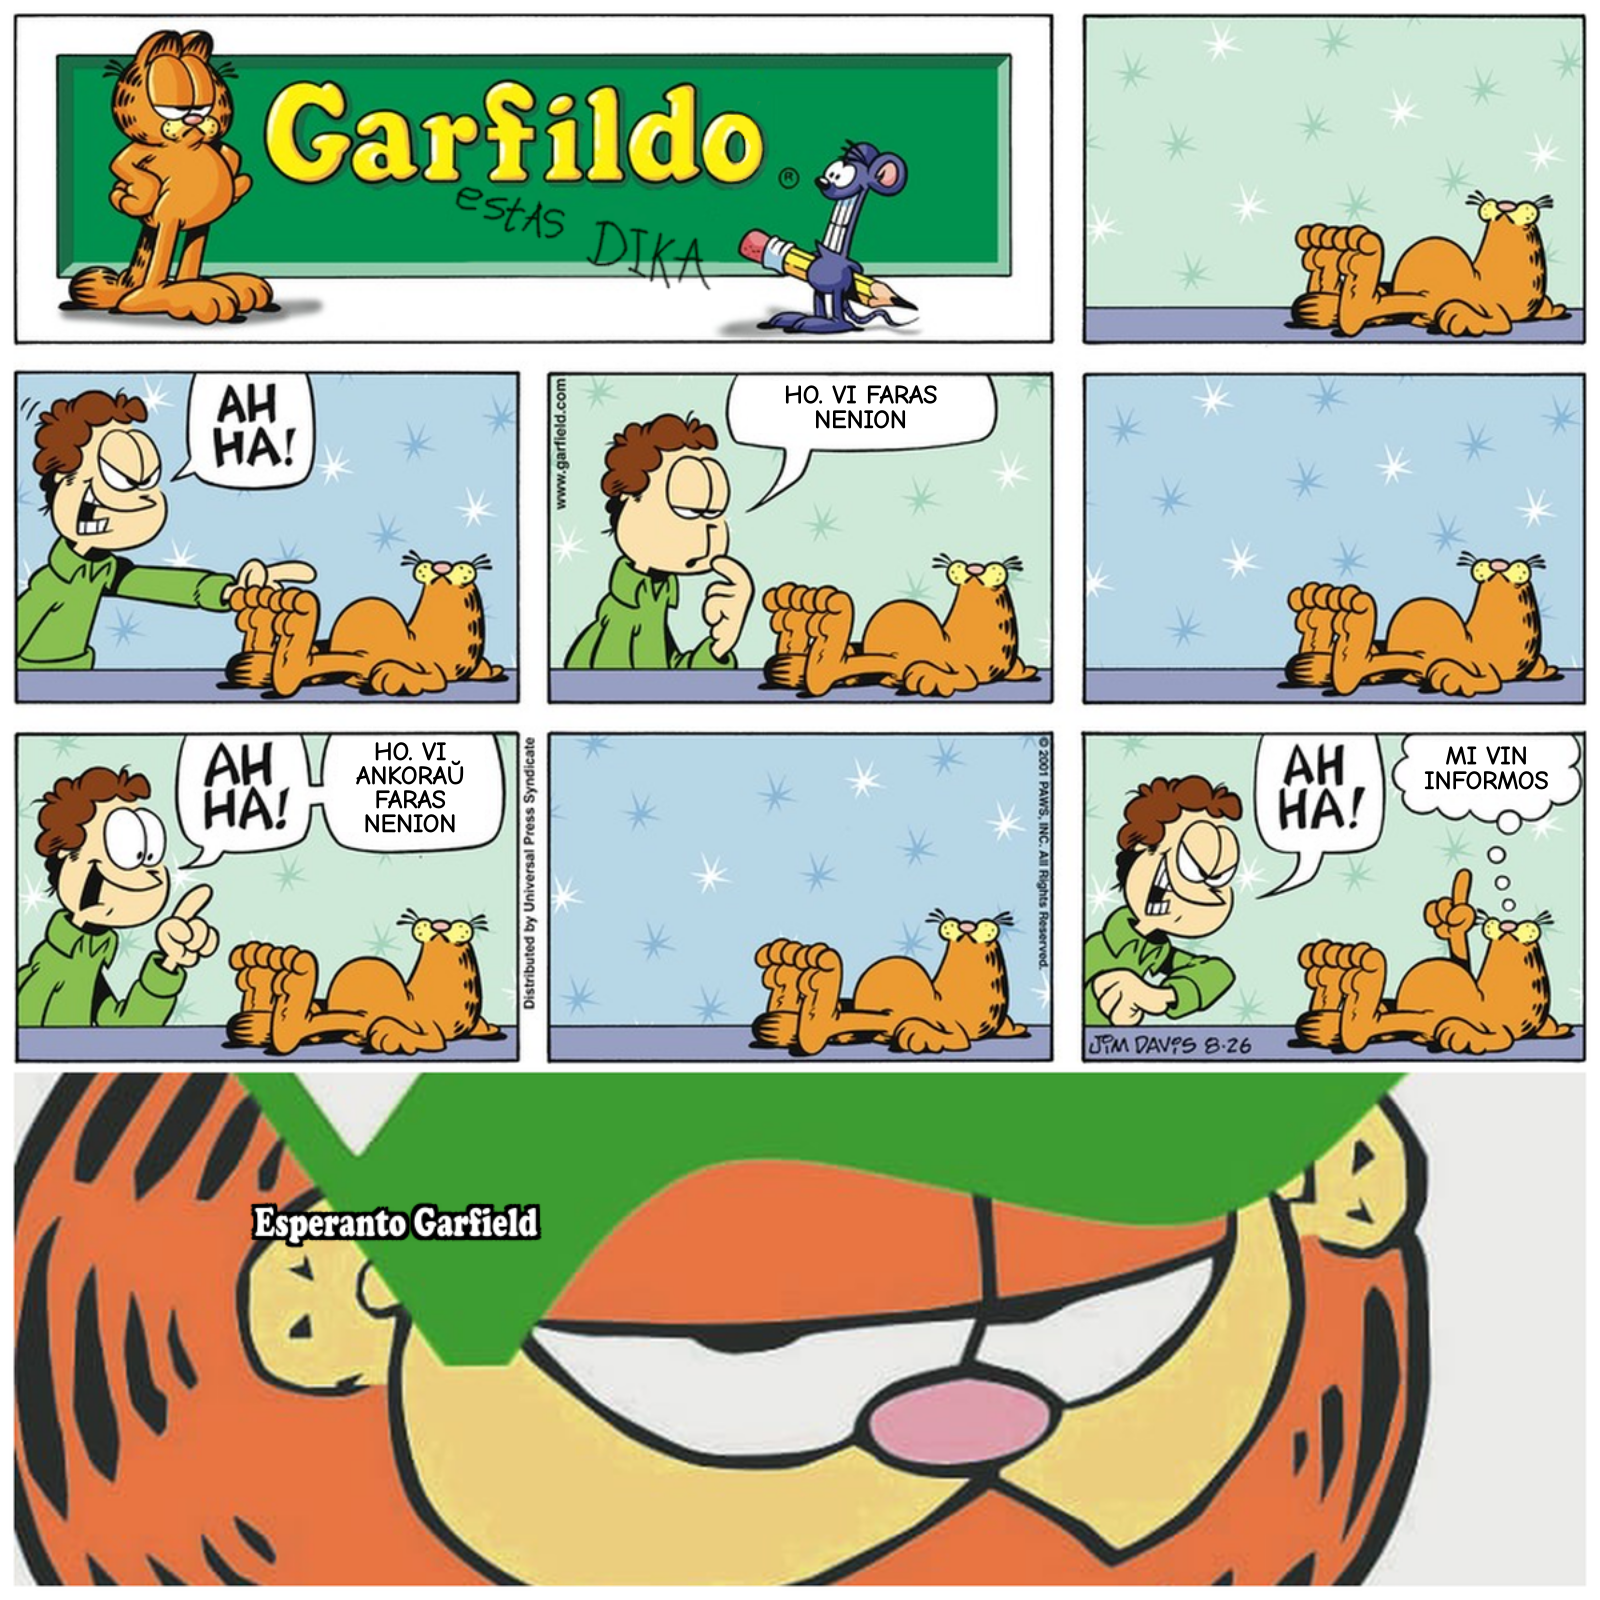 Garfildo ®
estas DIKA
AH
HA!
www.garfield.com
HO. VI FARAS
NENION
AH
HA!
HO. VI
ANKORAŬ
FARAS
NENION
Distributed by Universal Press Syndicate
© 2001 PAWS, INC. All Rights Reserved.
AH
HA!
MI VIN
INFORMOS
JIM DAVIS 8·26
Esperanto Garfield